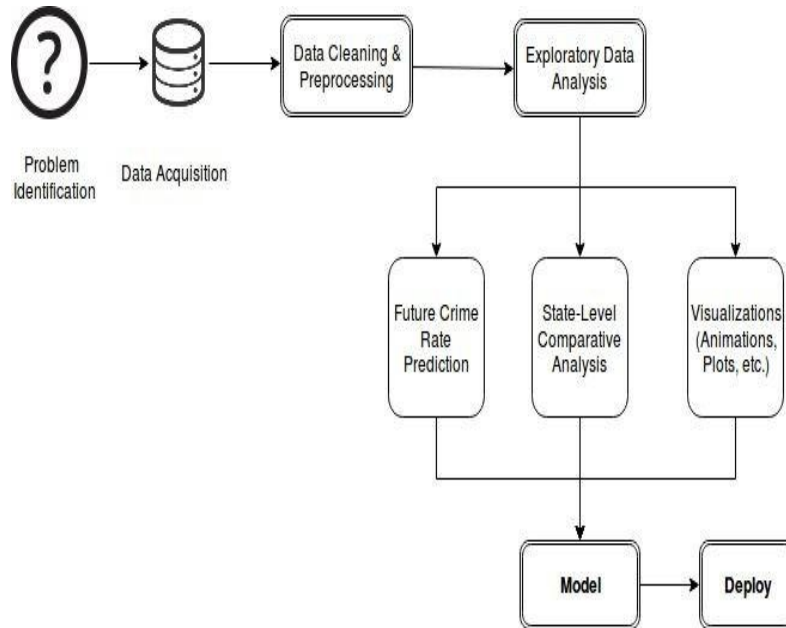 ?
Data Cleaning &
Preprocessing
Exploratory Data
Analysis
Problem
Identification
Data Acquisition
Future Crime
Rate
Prediction
State-Level
Comparative
Analysis
Visualizations
(Animations,
Plots, etc.)
Model
Deploy